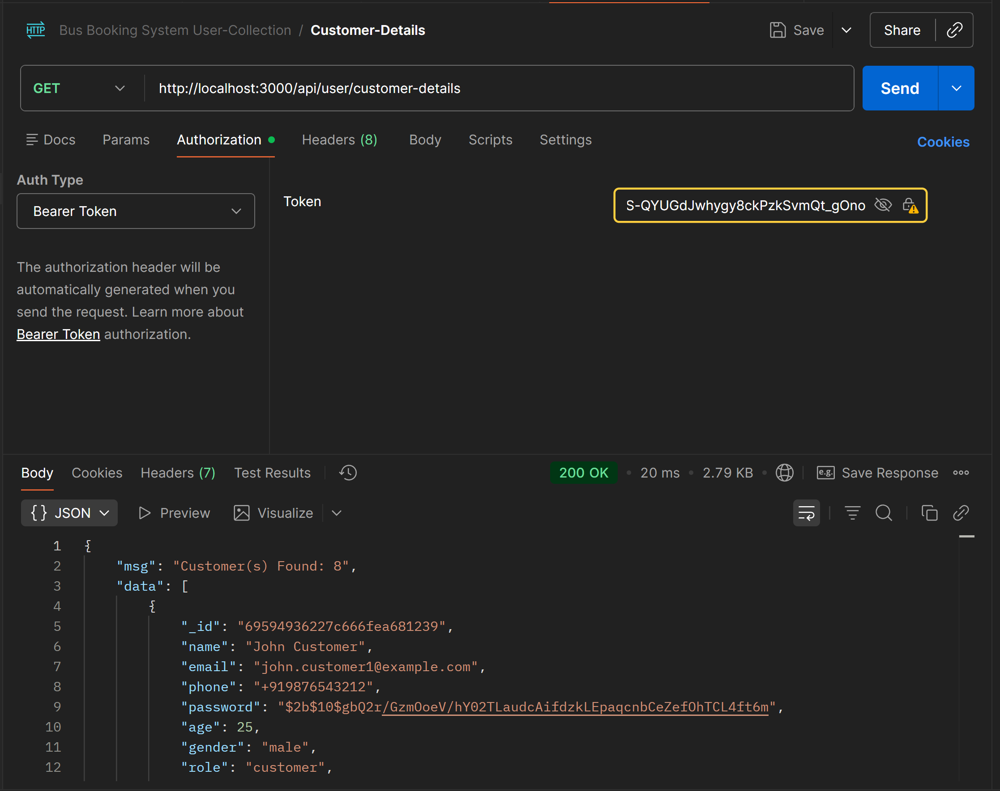 HTTP Bus Booking System User-Collection / Customer-Details Save Share
GET http://localhost:3000/api/user/customer-details Send
Docs Params Authorization Headers (8) Body Scripts Settings Cookies
Auth Type
Bearer Token
Token S-QYUGdJwhygy8ckPzkSvmQt_gOno
The authorization header will be
automatically generated when you
send the request. Learn more about
Bearer Token authorization.
Body Cookies Headers (7) Test Results 200 OK • 20 ms • 2.79 KB • e.g. Save Response
{} JSON Preview Visualize
1 {
2 "msg": "Customer(s) Found: 8",
3 "data": [
4 {
5 "_id": "69594936227c666fea681239",
6 "name": "John Customer",
7 "email": "john.customer1@example.com",
8 "phone": "+919876543212",
9 "password": "$2b$10$gbQ2r/GzmOoeV/hY02TLaudcAifdzkLEpaqcnbCeZefOhTCL4ft6m",
10 "age": 25,
11 "gender": "male",
12 "role": "customer",